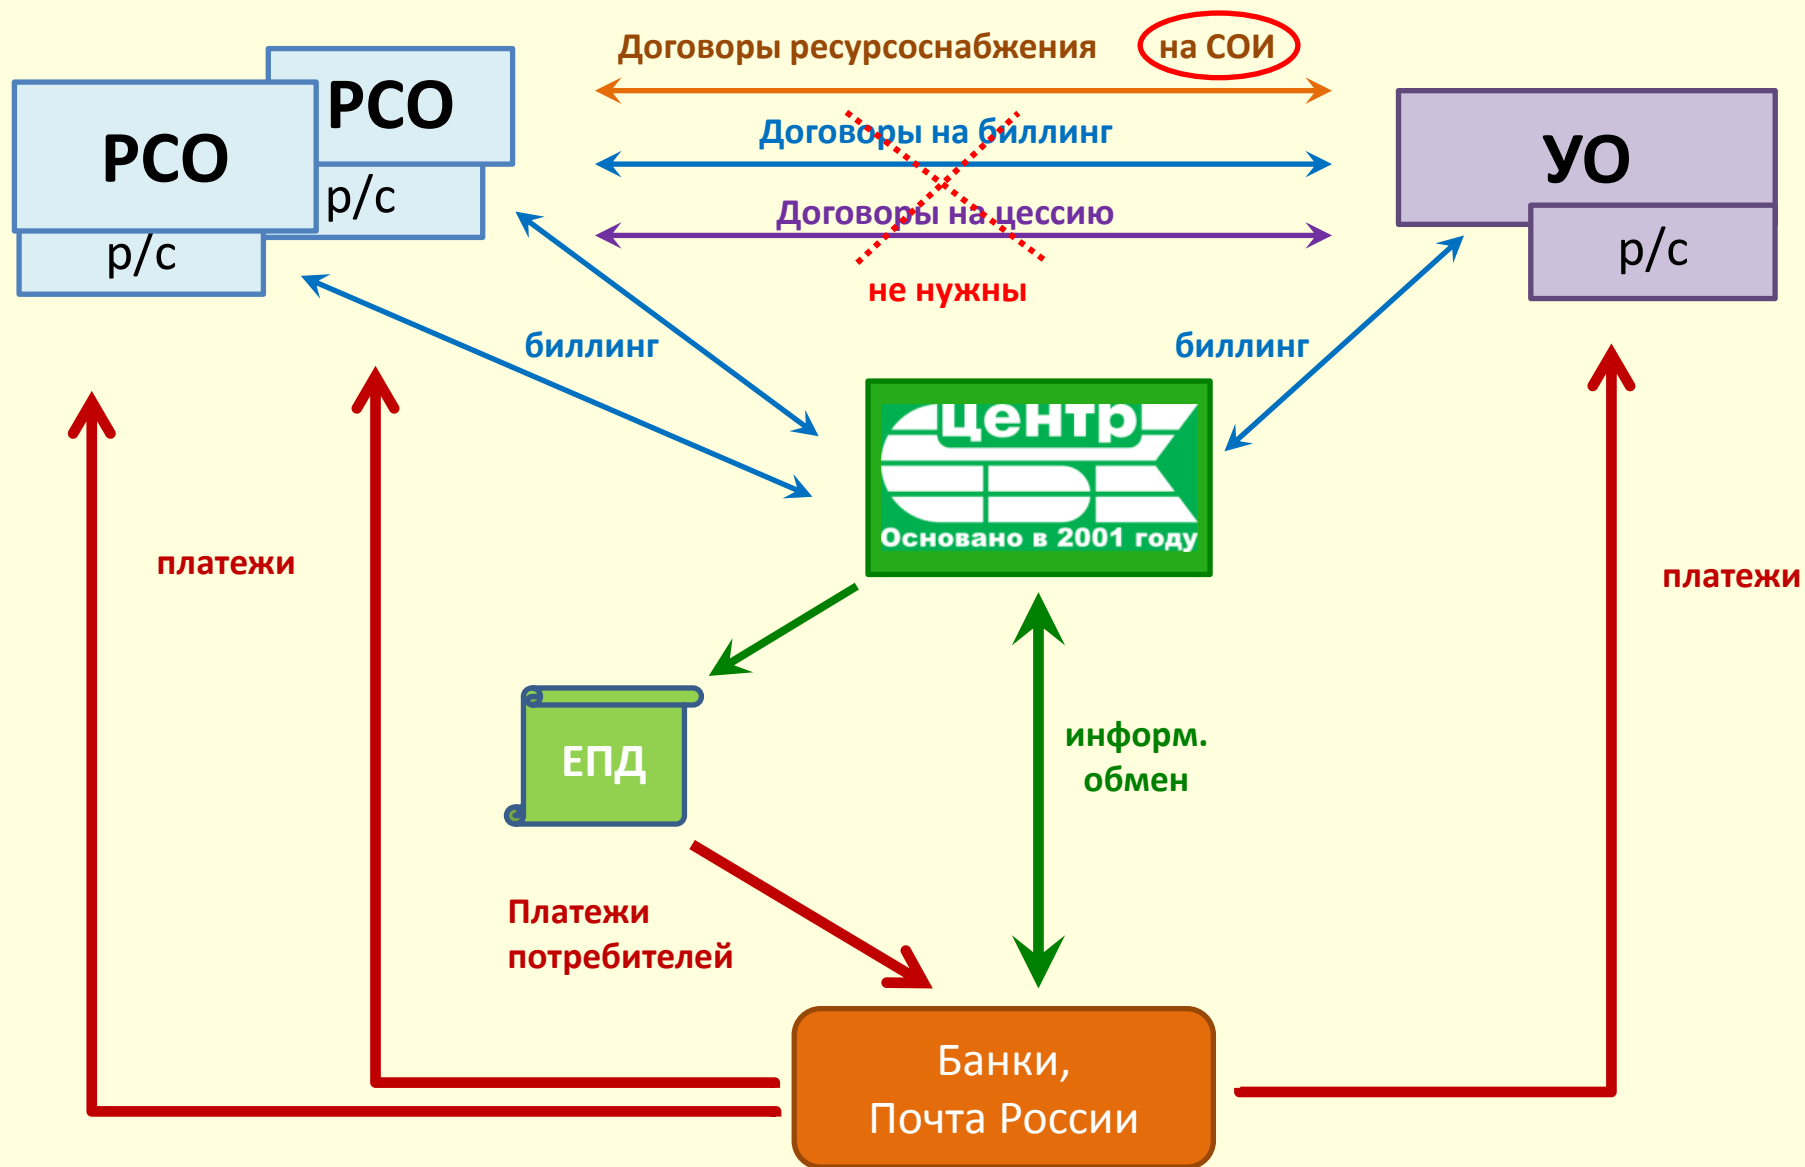 Договоры ресурсоснабжения на СОИ
РСО
РСО
УО
Договоры на биллинг
р/с
р/с
Договоры на цессию
р/с
не нужны
биллинг
биллинг
центр
Основано в 2001 году
платежи
платежи
информ.
обмен
ЕПД
Платежи
потребителей
Банки,
Почта России